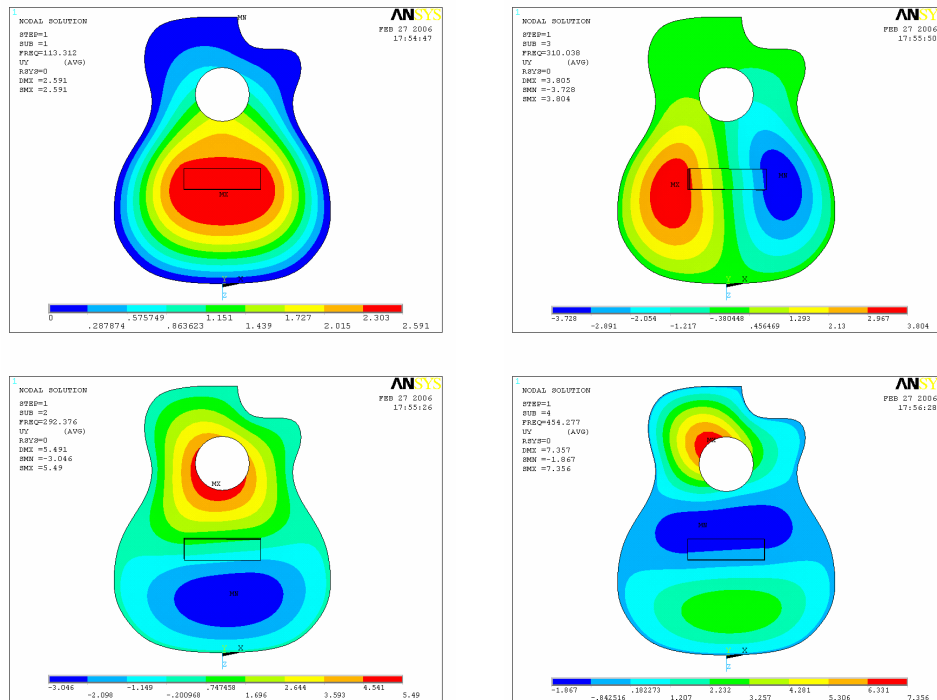 1
NODAL SOLUTION
STEP=1
SUB =1
FREQ=113.312
UY (AVG)
RSYS=0
DMX =2.591
SMX =2.591
ANSYS
FEB 27 2006
17:54:47
MN
MX
Y X
Z
0 .575749 1.151 1.727 2.303
.287874 .863623 1.439 2.015 2.591
1
NODAL SOLUTION
STEP=1
SUB =3
FREQ=310.038
UY (AVG)
RSYS=0
DMX =3.805
SMN =-3.728
SMX =3.804
ANSYS
FEB 27 2006
17:55:50
MX
MN
Y X
Z
-3.728 -2.054 -.380448 1.293 2.967
-2.891 -1.217 .456469 2.13 3.804
1
NODAL SOLUTION
STEP=1
SUB =2
FREQ=292.376
UY (AVG)
RSYS=0
DMX =5.491
SMN =-3.046
SMX =5.49
ANSYS
FEB 27 2006
17:55:26
MX
MN
X
Z
-3.046 -1.149 .747458 2.644 4.541
-2.098 -.200968 1.696 3.593 5.49
1
NODAL SOLUTION
STEP=1
SUB =4
FREQ=454.277
UY (AVG)
RSYS=0
DMX =7.357
SMN =-1.867
SMX =7.356
ANSYS
FEB 27 2006
17:56:28
MX
MN
Y X
Z
-1.867 .182273 2.232 4.281 6.331
-.842516 1.207 3.257 5.306 7.356